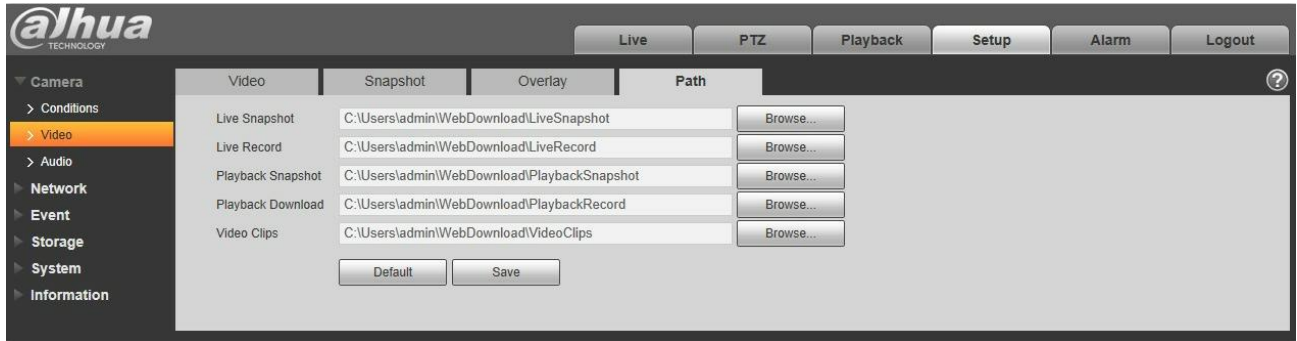 alhua
TECHNOLOGY
Live PTZ Playback Setup Alarm Logout
Camera
Conditions
Video
Audio
Network
Event
Storage
System
Information
Video Snapshot Overlay Path ?
Live Snapshot C:\Users\admin\WebDownload\LiveSnapshot Browse...
Live Record C:\Users\admin\WebDownload\LiveRecord Browse...
Playback Snapshot C:\Users\admin\WebDownload\PlaybackSnapshot Browse...
Playback Download C:\Users\admin\WebDownload\PlaybackRecord Browse...
Video Clips C:\Users\admin\WebDownload\VideoClips Browse...
Default Save